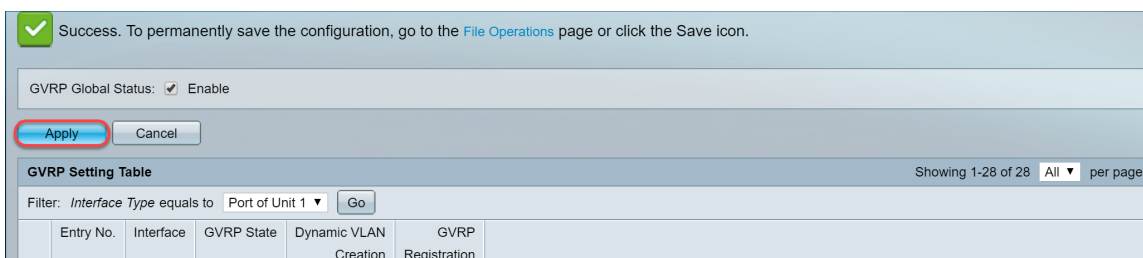 Success. To permanently save the configuration, go to the File Operations page or click the Save icon.
GVRP Global Status: Enable
Apply Cancel
GVRP Setting Table Showing 1-28 of 28 All per page
Filter: Interface Type equals to Port of Unit 1 Go
Entry No. Interface GVRP State Dynamic VLAN GVRP
Creation Registration